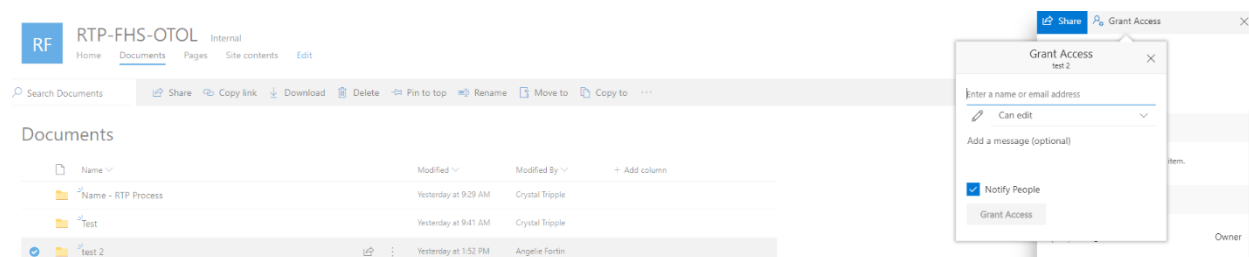 RF
RTP-FHS-OTOL Internal
Home Documents Pages Site contents Edit
Search Documents Share Copy link Download Delete Pin to top Rename Move to Copy to ...
Documents
Name Modified Modified By + Add column
Name - RTP Process Yesterday at 9:29 AM Crystal Tripple
Test Yesterday at 9:41 AM Crystal Tripple
test 2 Yesterday at 1:52 PM Angelie Fortin
Share Grant Access
Grant Access
test 2
Enter a name or email address
Can edit
Add a message (optional)
item.
Notify People
Grant Access
Owner